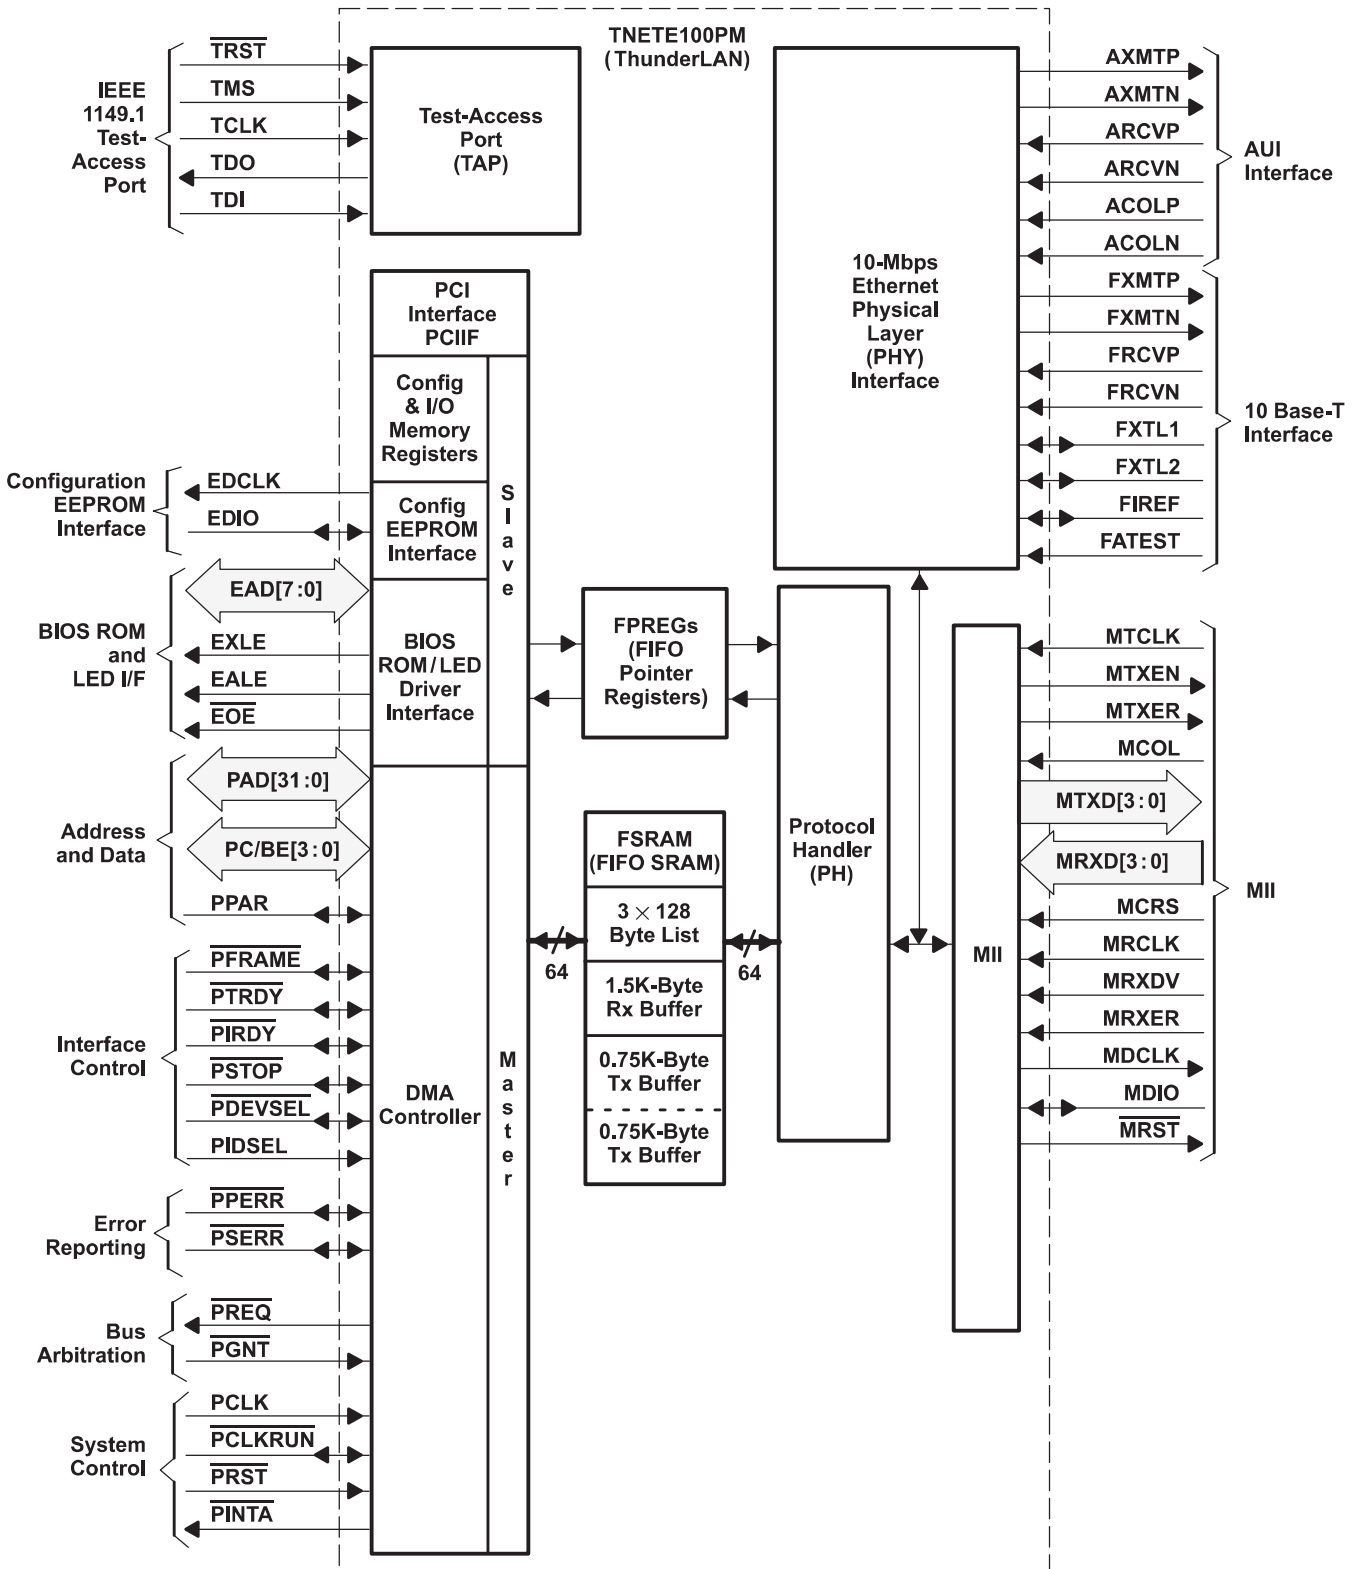 TNETE100PM
(ThunderLAN)
IEEE
1149.1
Test-
Access
Port
TRST
TMS
TCLK
TDO
TDI
Test-Access
Port
(TAP)
PCI
Interface
PCIIF
Config
& I/O
Memory
Registers
Config
EEPROM
Interface
BIOS
ROM/LED
Driver
Interface
Slave
DMA
Controller
Master
Configuration
EEPROM
Interface
EDCLK
EDIO
BIOS ROM
and
LED I/F
EAD[7:0]
EXLE
EALE
EOE
Address
and Data
PAD[31:0]
PC/BE[3:0]
PPAR
Interface
Control
PFRAME
PTRDY
PIRDY
PSTOP
PDEVSEL
PIDSEL
Error
Reporting
PPERR
PSERR
Bus
Arbitration
PREQ
PGNT
System
Control
PCLK
PCLKRUN
PRST
PINTA
FPREGs
(FIFO
Pointer
Registers)
FSRAM
(FIFO SRAM)
3 × 128
Byte List
1.5K-Byte
Rx Buffer
0.75K-Byte
Tx Buffer
0.75K-Byte
Tx Buffer
64
64
Protocol
Handler
(PH)
10-Mbps
Ethernet
Physical
Layer
(PHY)
Interface
MII
AXMTP
AXMTN
ARCVP
ARCVN
ACOLP
ACOLN
AUI
Interface
FXMTP
FXMTN
FRCVP
FRCVN
FXTL1
FXTL2
FIREF
FATEST
10 Base-T
Interface
MTCLK
MTXEN
MTXER
MCOL
MTXD[3:0]
MRXD[3:0]
MCRS
MRCLK
MRXDV
MRXER
MDCLK
MDIO
MRST
MII